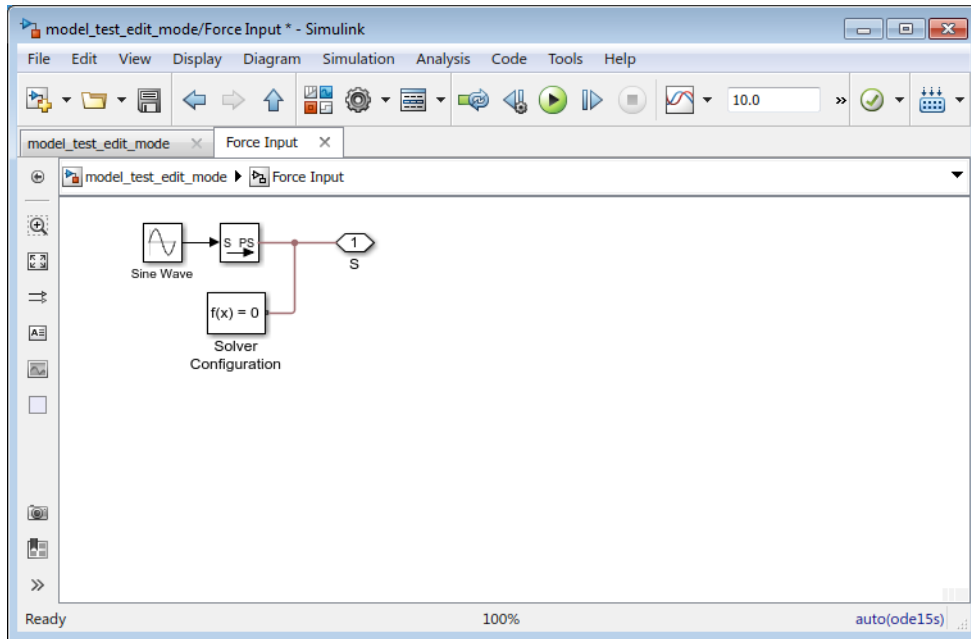 model_test_edit_mode/Force Input * - Simulink
File Edit View Display Diagram Simulation Analysis Code Tools Help
10.0 »
model_test_edit_mode Force Input
model_test_edit_mode Force Input
S PS
1
Sine Wave
S
f(x) = 0
Solver
Configuration
A
»
Ready 100% auto(ode15s)